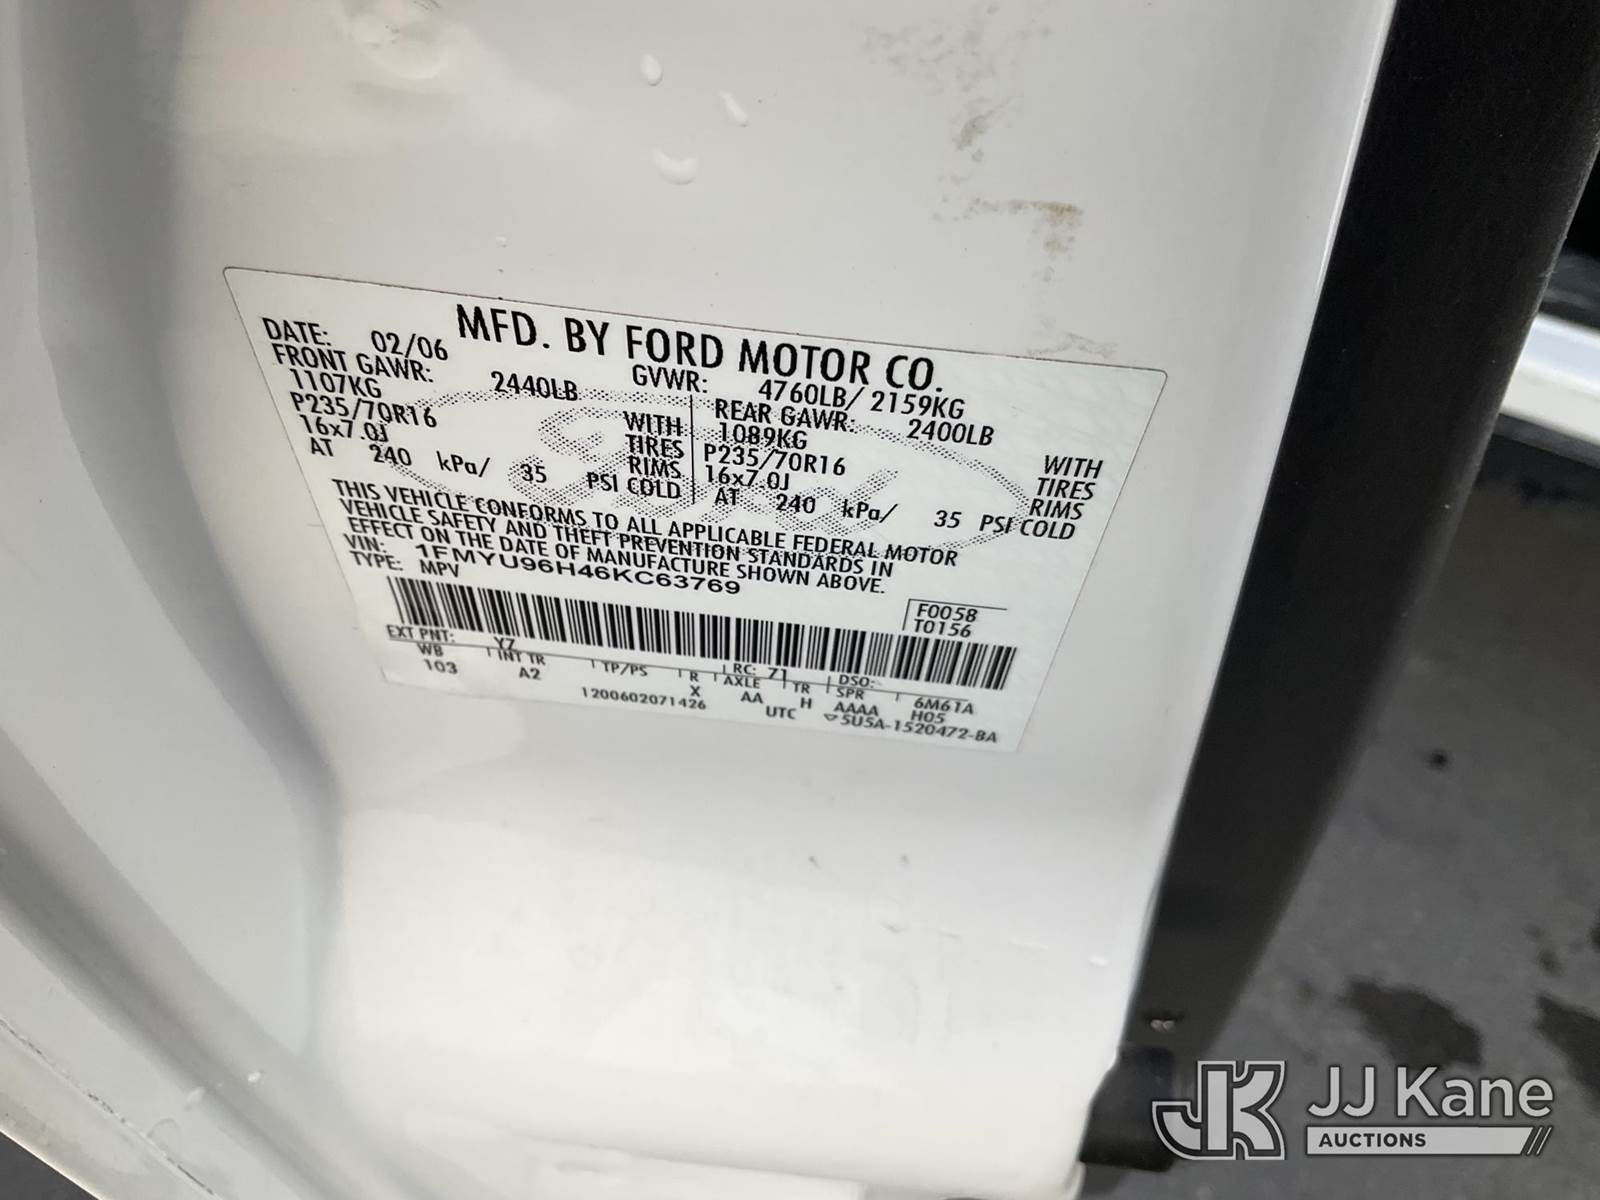 MFD. BY FORD MOTOR CO.
DATE: 02/06 GVWR: 4760LB/ 2159KG
FRONT GAWR: 2440LB REAR GAWR: 2400LB
1107KG WITH 1089KG WITH
P235/70R16 TIRES P235/70R16 TIRES
16x7.0J RIMS 16x7.0J RIMS
AT 240 kPa/ 35 PSI COLD AT 240 kPa/ 35 PSI COLD
THIS VEHICLE CONFORMS TO ALL APPLICABLE FEDERAL MOTOR
VEHICLE SAFETY AND THEFT PREVENTION STANDARDS IN
EFFECT ON THE DATE OF MANUFACTURE SHOWN ABOVE.
VIN: 1FMYU96H46KC63769
TYPE: MPV
F0058
T0156
EXT PNT: YZ RC: 71 DSO:
WB INT TR TP/PS R AXLE TR SPR 6M61A
103 A2 X AA H AAAA H05
1200602071426 UTC ▽5U5A-1520472-BA
JK JJ Kane
AUCTIONS